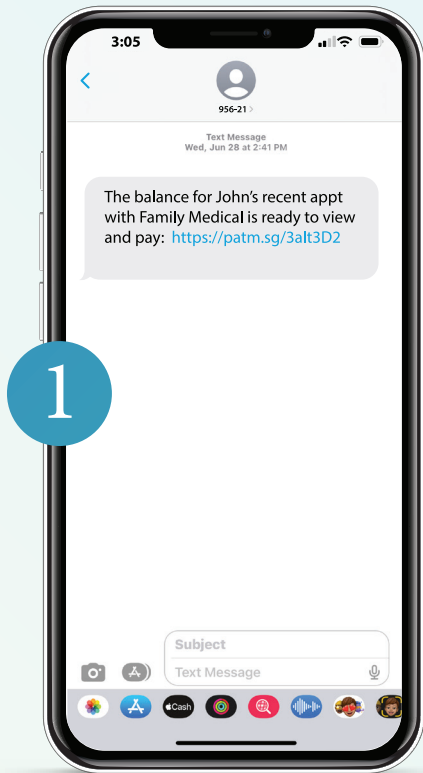 3:05
956-21
Text Message
Wed, Jun 28 at 2:41 PM
The balance for John's recent appt
with Family Medical is ready to view
and pay: https://patm.sg/3alt3D2
1
Subject
Text Message
Cash